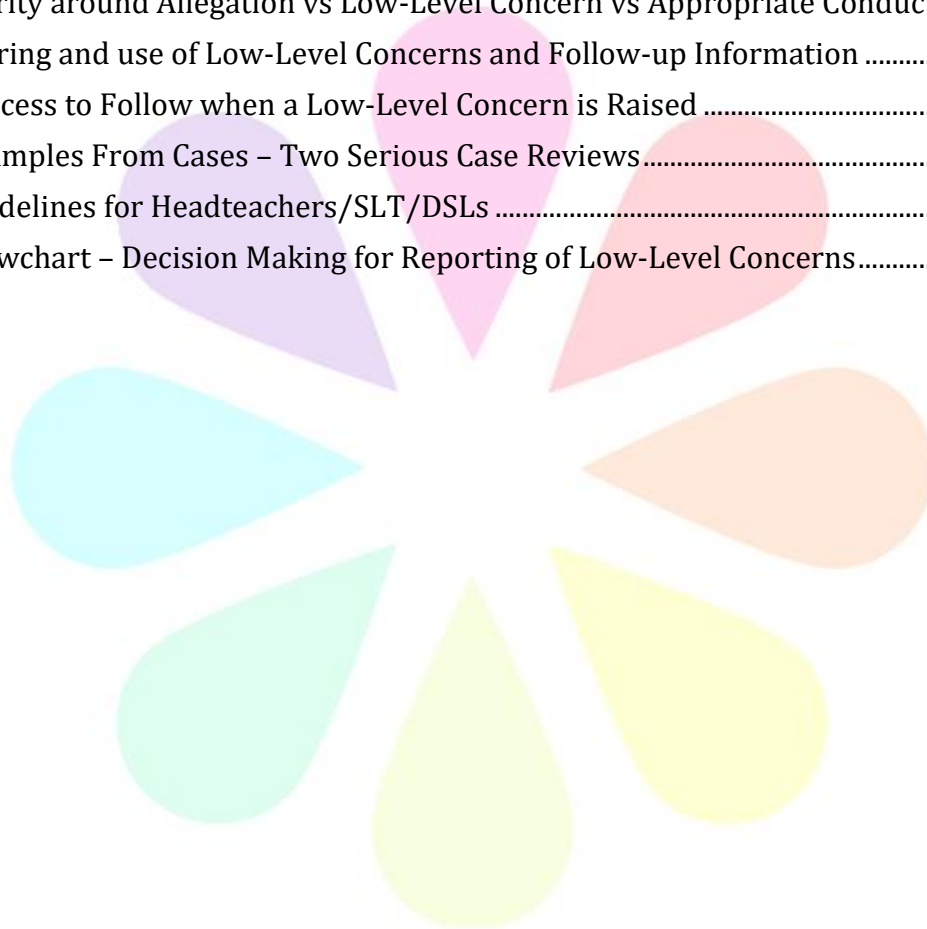 rity around Allegation vs Low-Level Concern vs Appropriate Conduc
ring and use of Low-Level Concerns and Follow-up Information ..........
cess to Follow when a Low-Level Concern is Raised ..................................
mples From Cases – Two Serious Case Reviews...........................................
delines for Headteachers/SLT/DSLs .................................................................
wchart – Decision Making for Reporting of Low-Level Concerns...........